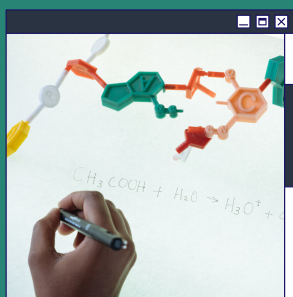 CH₃COOH + H₂O → H₃O⁺ +